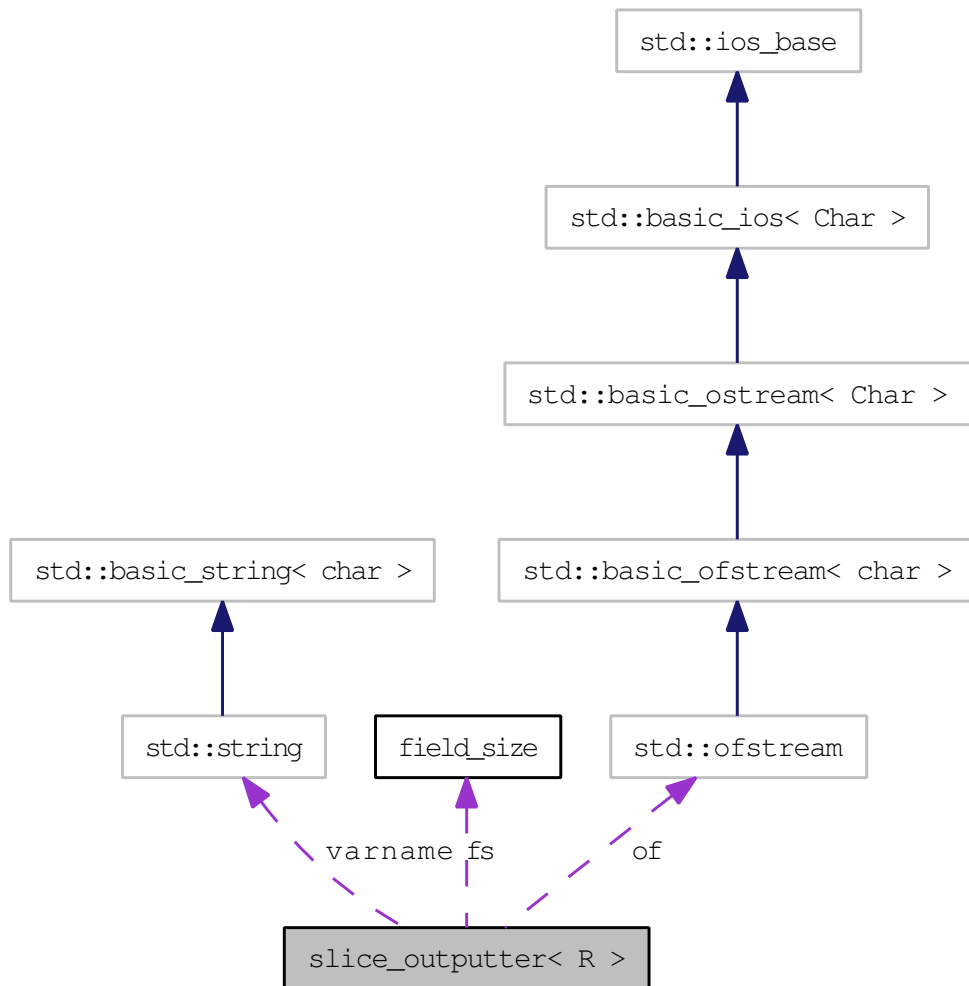 std::ios_base
std::basic_ios< Char >
std::basic_ostream< Char >
std::basic_string< char >
std::basic_ofstream< char >
std::string
field_size
std::ofstream
varname
fs
of
slice_outputter< R >